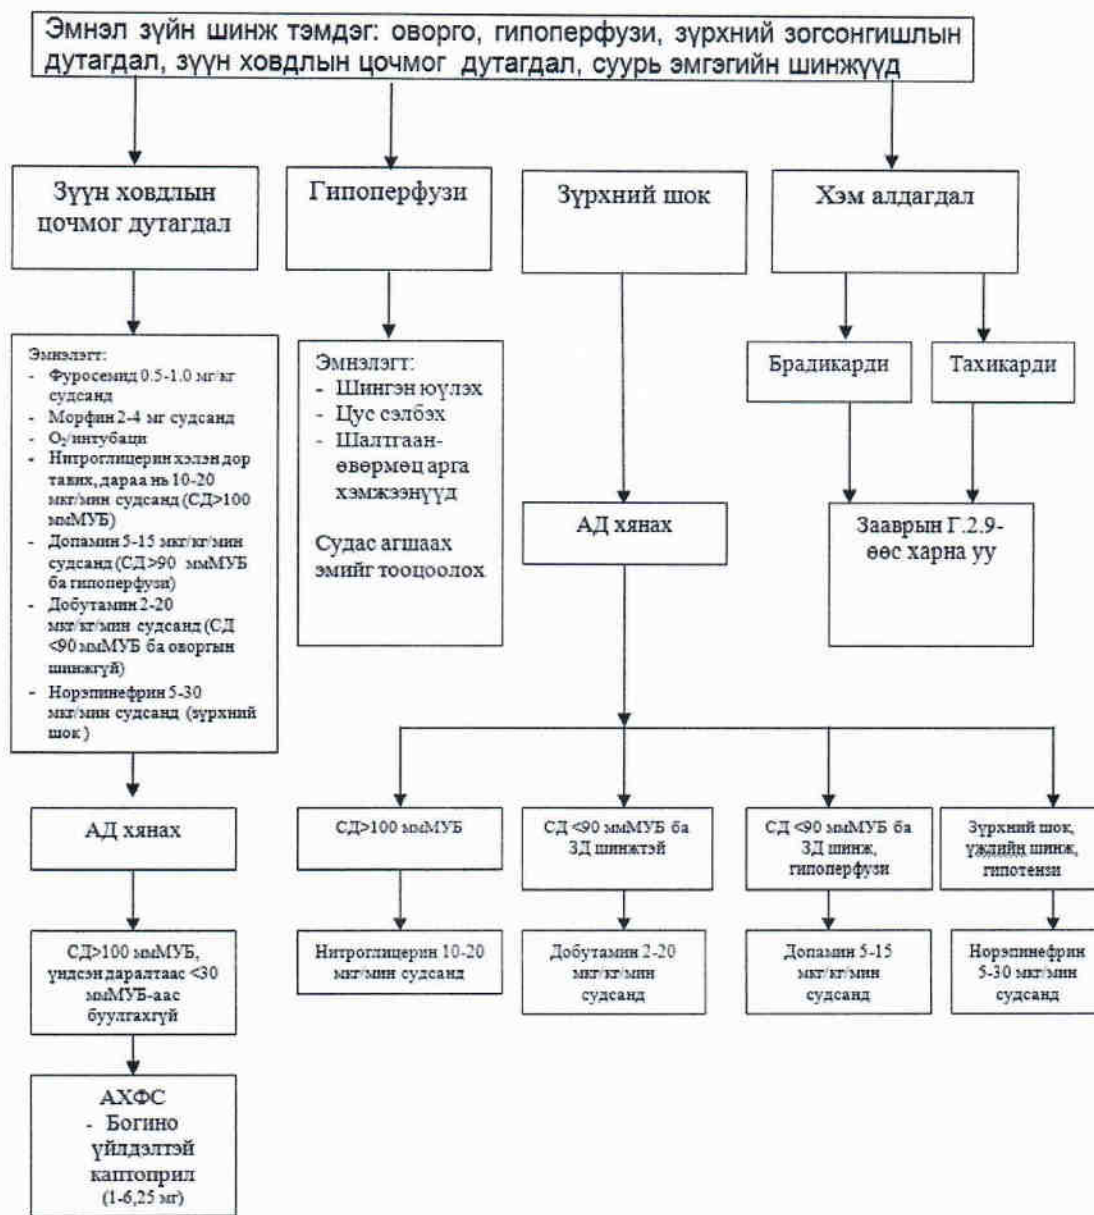 Эмнэл зүйн шинж тэмдэг: оворго, гипоперфузи, зүрхний зогсонгишлын
дутагдал, зүүн ховдлын цочмог дутагдал, суурь эмгэгийн шинжүүд
Зүүн ховдлын
цочмог дутагдал
Гипоперфузи
Зүрхний шок
Хэм алдагдал
Эмнэлэгт:
- Фуросемид 0.5-1.0 мг/кг
судсанд
- Морфин 2-4 мг судсанд
- O₂/интубаци
- Нитроглицерин хэлэн дор
тавих, дараа нь 10-20
мкг/мин судсанд (СД>100
ммМУБ)
- Допамин 5-15 мкг/кг/мин
судсанд (СД>90 ммМУБ
ба гипоперфузи)
- Добутамин 2-20
мкг/кг/мин судсанд (СД
<90 ммМУБ ба оворгын
шинжгүй)
- Норэпинефрин 5-30
мкг/мин судсанд (зүрхний
шок )
Эмнэлэгт:
- Шингэн юүлэх
- Цус сэлбэх
- Шалтгаан-
өвөрмөц арга
хэмжээнүүд
Судас агшаах
эмийг тооцоолох
Брадикарди
Тахикарди
АД хянах
Зааврын Г.2.9-
өөс харна уу
АД хянах
СД>100 ммМУБ
СД <90 ммМУБ ба
ЗД шинжтэй
СД <90 ммМУБ ба
ЗД шинж,
гипоперфузи
Зүрхний шок,
үжлийн шинж,
гипотензи
СД>100 ммМУБ,
үндсэн даралтаас <30
ммМУБ-аас
буулгахгүй
Нитроглицерин 10-20
мкг/мин судсанд
Добутамин 2-20
мкг/кг/мин
судсанд
Допамин 5-15
мкг/кг/мин
судсанд
Норэпинефрин
5-30 мкг/мин
судсанд
АХФС
- Богино
үйлдэлтэй
каптоприл
(1-6,25 мг)